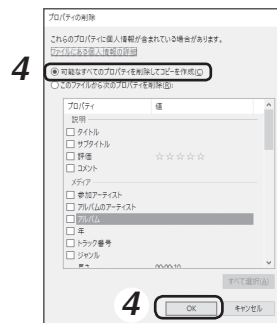 プロパティの削除
これらのプロパティに個人情報が含まれている場合があります。
ファイルにある個人情報の詳細
4
可能なすべてのプロパティを削除してコピーを作成(C)
このファイルから次のプロパティを削除(R):
プロパティ 値
説明
タイトル
サブタイトル
評価 ☆☆☆☆☆
コメント
メディア
参加アーティスト
アルバムのアーティスト
アルバム
年
トラック番号
ジャンル
長さ 00:00:10
すべて選択(A)
4
OK キャンセル